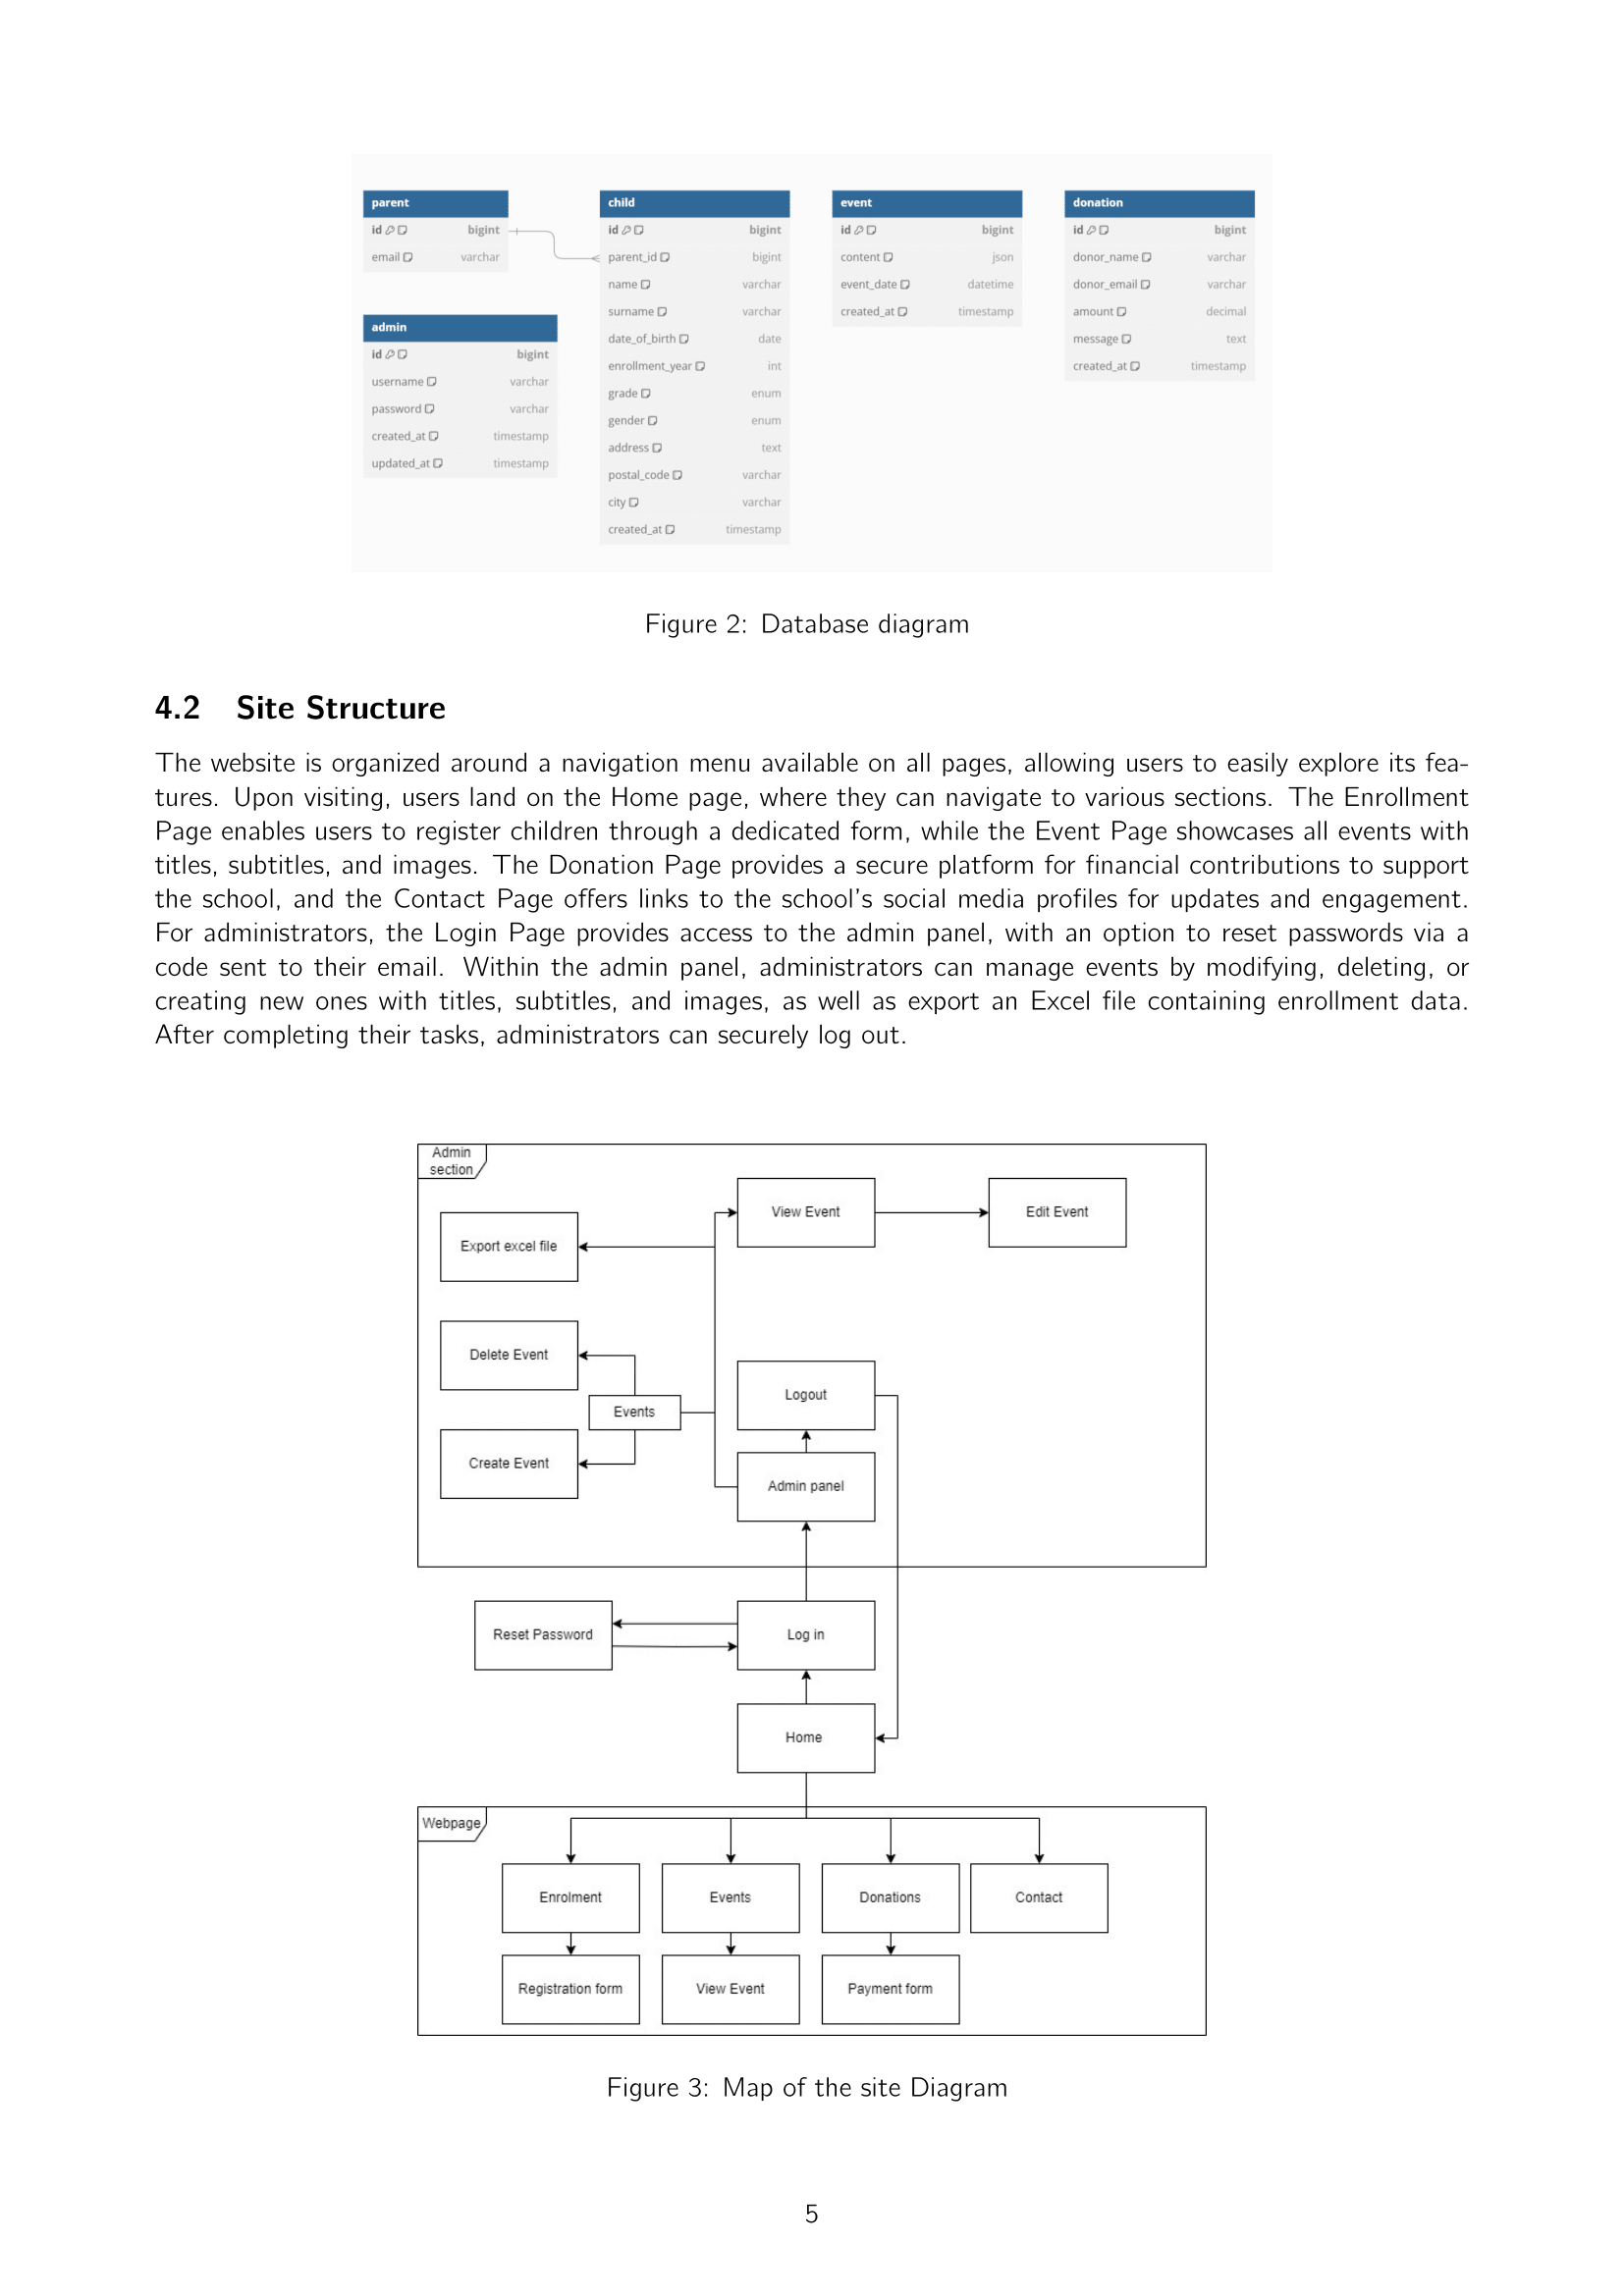 parent
id bigint
email varchar
admin
id bigint
username varchar
password varchar
created_at timestamp
updated_at timestamp
child
id bigint
parent_id bigint
name varchar
surname varchar
date_of_birth date
enrollment_year int
grade enum
gender enum
address text
postal_code varchar
city varchar
created_at timestamp
event
id bigint
content json
event_date datetime
created_at timestamp
donation
id bigint
donor_name varchar
donor_email varchar
amount decimal
message text
created_at timestamp
Figure 2: Database diagram
4.2 Site Structure
The website is organized around a navigation menu available on all pages, allowing users to easily explore its fea-
tures. Upon visiting, users land on the Home page, where they can navigate to various sections. The Enrollment
Page enables users to register children through a dedicated form, while the Event Page showcases all events with
titles, subtitles, and images. The Donation Page provides a secure platform for financial contributions to support
the school, and the Contact Page offers links to the school's social media profiles for updates and engagement.
For administrators, the Login Page provides access to the admin panel, with an option to reset passwords via a
code sent to their email. Within the admin panel, administrators can manage events by modifying, deleting, or
creating new ones with titles, subtitles, and images, as well as export an Excel file containing enrollment data.
After completing their tasks, administrators can securely log out.
Admin
section
View Event
Edit Event
Export excel file
Delete Event
Logout
Events
Create Event
Admin panel
Reset Password
Log in
Home
Webpage
Enrolment
Events
Donations
Contact
Registration form
View Event
Payment form
Figure 3: Map of the site Diagram
5